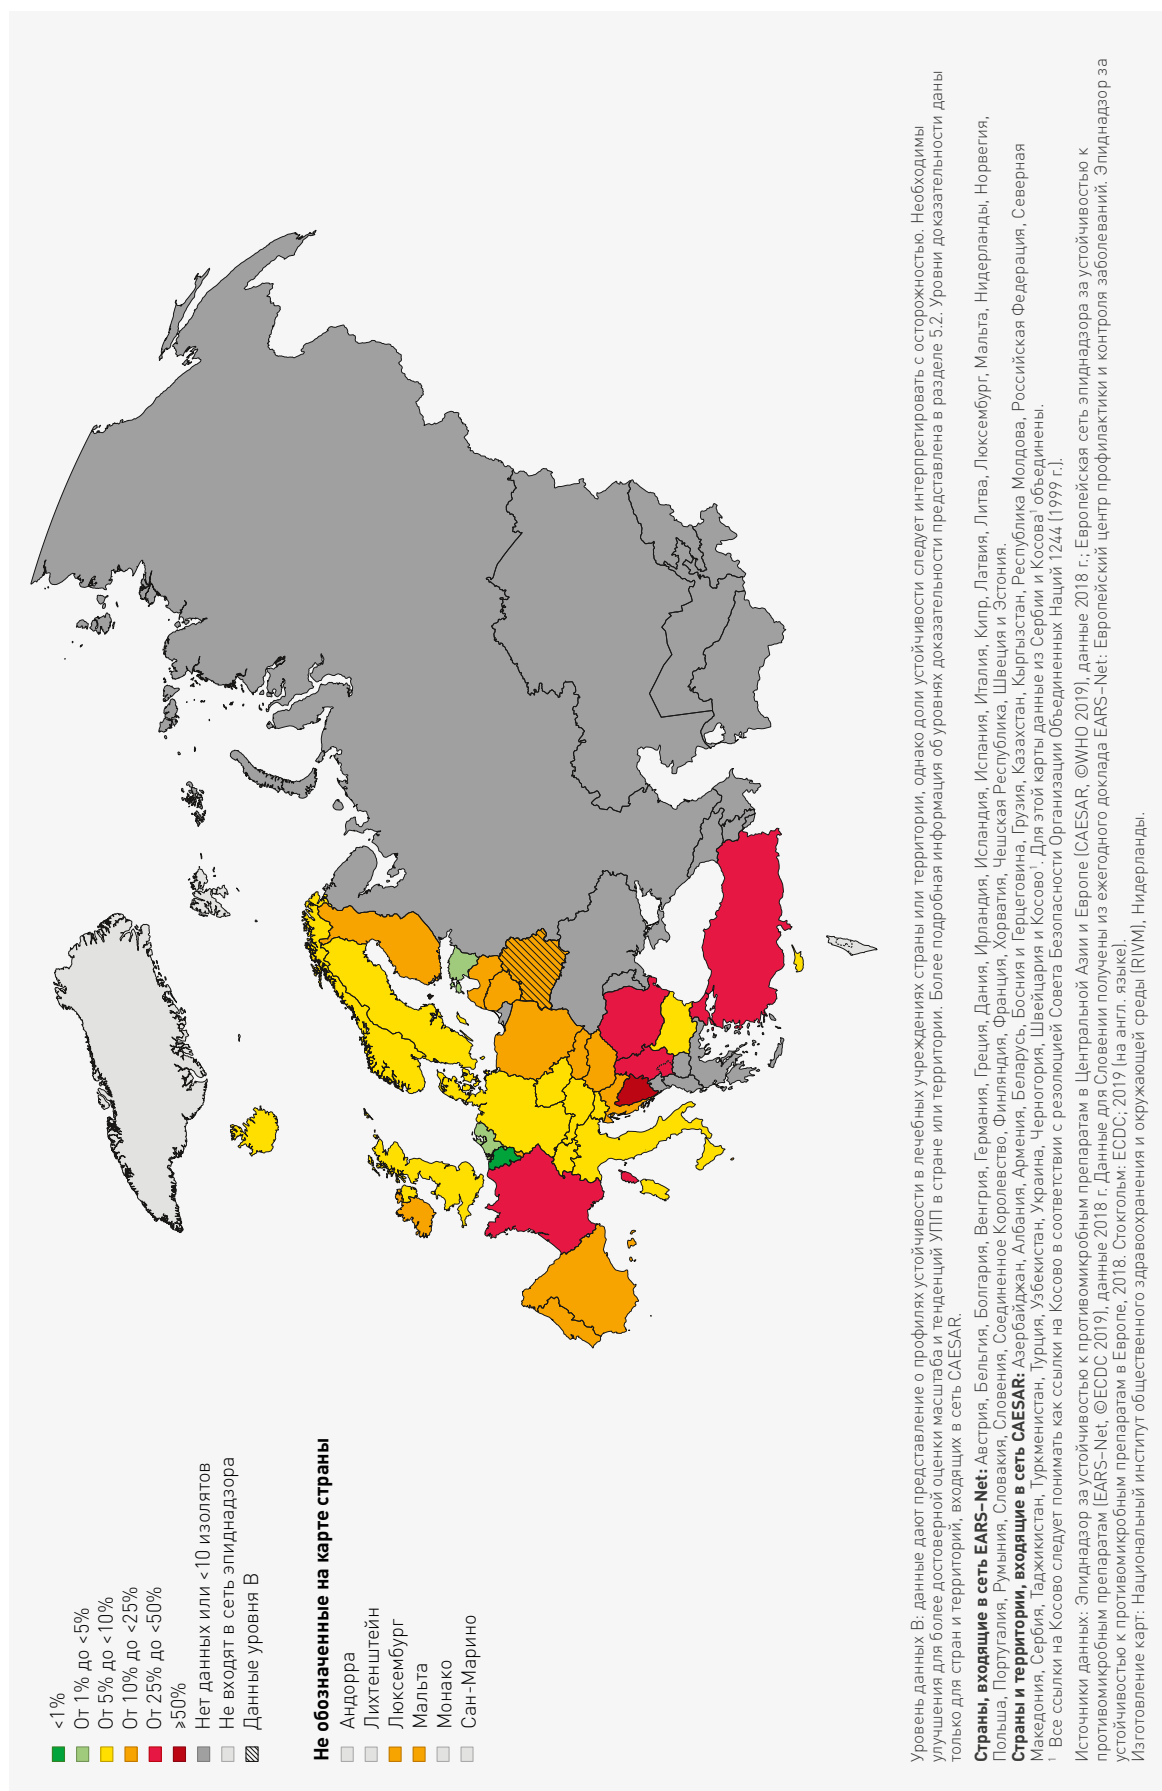 <1%
От 1% до <5%
От 5% до <10%
От 10% до <25%
От 25% до <50%
≥50%
Нет данных или <10 изолятов
Не входят в сеть эпиднадзора
Данные уровня B
Не обозначенные на карте страны
Андорра
Лихтенштейн
Люксембург
Мальта
Монако
Сан-Марино
Уровень данных B: данные дают представление о профилях устойчивости в лечебных учреждениях страны или территории, однако доли устойчивости следует интерпретировать с осторожностью. Необходимы
улучшения для более достоверной оценки масштаба и тенденций УПП в стране или территории. Более подробная информация об уровнях доказательности представлена в разделе 5.2. Уровни доказательности даны
только для стран и территорий, входящих в сеть CAESAR.
Страны, входящие в сеть EARS–Net: Австрия, Бельгия, Болгария, Венгрия, Германия, Греция, Дания, Ирландия, Исландия, Испания, Италия, Кипр, Латвия, Литва, Люксембург, Мальта, Нидерланды, Норвегия,
Польша, Португалия, Румыния, Словакия, Словения, Соединенное Королевство, Финляндия, Франция, Хорватия, Чешская Республика, Швеция и Эстония.
Страны и территории, входящие в сеть CAESAR: Азербайджан, Албания, Армения, Беларусь, Босния и Герцеговина, Грузия, Казахстан, Кыргызстан, Республика Молдова, Российская Федерация, Северная
Македония, Сербия, Таджикистан, Туркменистан, Турция, Узбекистан, Украина, Черногория, Швейцария и Косово¹. Для этой карты данные из Сербии и Косова¹ объединены.
¹ Все ссылки на Косово следует понимать как ссылки на Косово в соответствии с резолюцией Совета Безопасности Организации Объединенных Наций 1244 (1999 г.).
Источники данных: Эпиднадзор за устойчивостью к противомикробным препаратам в Центральной Азии и Европе (CAESAR, ©WHO 2019), данные 2018 г.; Европейская сеть эпиднадзора за устойчивостью к
противомикробным препаратам (EARS–Net, ©ECDC 2019), данные 2018 г. Данные для Словении получены из ежегодного доклада EARS–Net: Европейский центр профилактики и контроля заболеваний. Эпиднадзор за
устойчивостью к противомикробным препаратам в Европе, 2018. Стокгольм: ECDC; 2019 (на англ. языке).
Изготовление карт: Национальный институт общественного здравоохранения и окружающей среды (RIVM), Нидерланды.